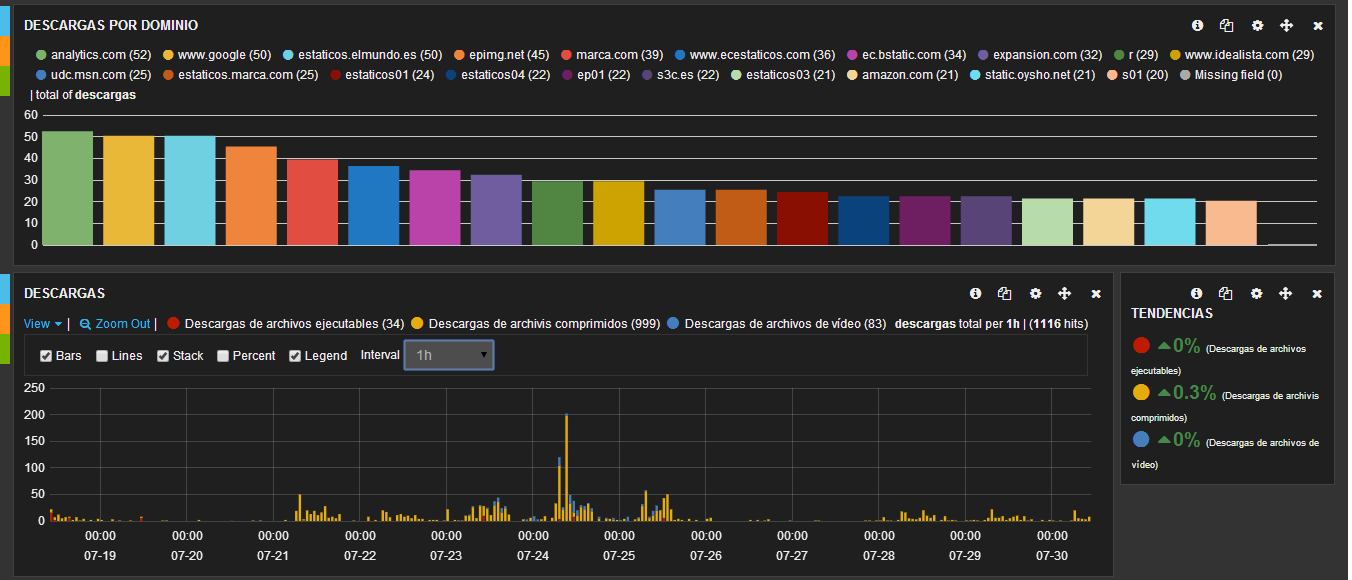 DESCARGAS POR DOMINIO
analytics.com (52) www.google (50) estaticos.elmundo.es (50) epimg.net (45) marca.com (39) www.ecestaticos.com (36) ec.bstatic.com (34) expansion.com (32) r (29) www.idealista.com (29)
udc.msn.com (25) estaticos.marca.com (25) estaticos01 (24) estaticos04 (22) ep01 (22) s3c.es (22) estaticos03 (21) amazon.com (21) static.oysho.net (21) s01 (20) Missing field (0)
| total of descargas
60
50
40
30
20
10
0
DESCARGAS
View | Zoom Out | Descargas de archivos ejecutables (34) Descargas de archivis comprimidos (999) Descargas de archivos de vídeo (83) descargas total per 1h | (1116 hits)
Bars Lines Stack Percent Legend Interval 1h
250
200
150
100
50
0
00:00 00:00 00:00 00:00 00:00 00:00 00:00 00:00 00:00 00:00 00:00 00:00
07-19 07-20 07-21 07-22 07-23 07-24 07-25 07-26 07-27 07-28 07-29 07-30
TENDENCIAS
0% (Descargas de archivos
ejecutables)
0.3% (Descargas de archivis
comprimidos)
0% (Descargas de archivos de
vídeo)